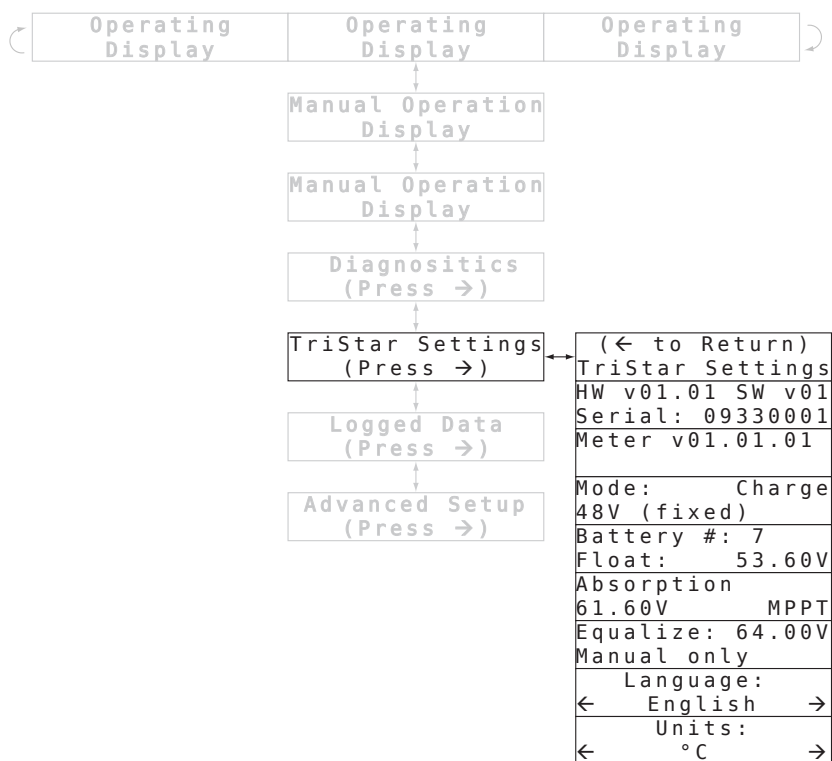 Operating Operating Operating
Display Display Display
Manual Operation
Display
Manual Operation
Display
Diagnositics
(Press →)
TriStar Settings
(Press →)
Logged Data
(Press →)
Advanced Setup
(Press →)
(← to Return)
TriStar Settings
HW v01.01 SW v01
Serial: 09330001
Meter v01.01.01
Mode: Charge
48V (fixed)
Battery #: 7
Float: 53.60V
Absorption
61.60V MPPT
Equalize: 64.00V
Manual only
Language:
← English →
Units:
← °C →